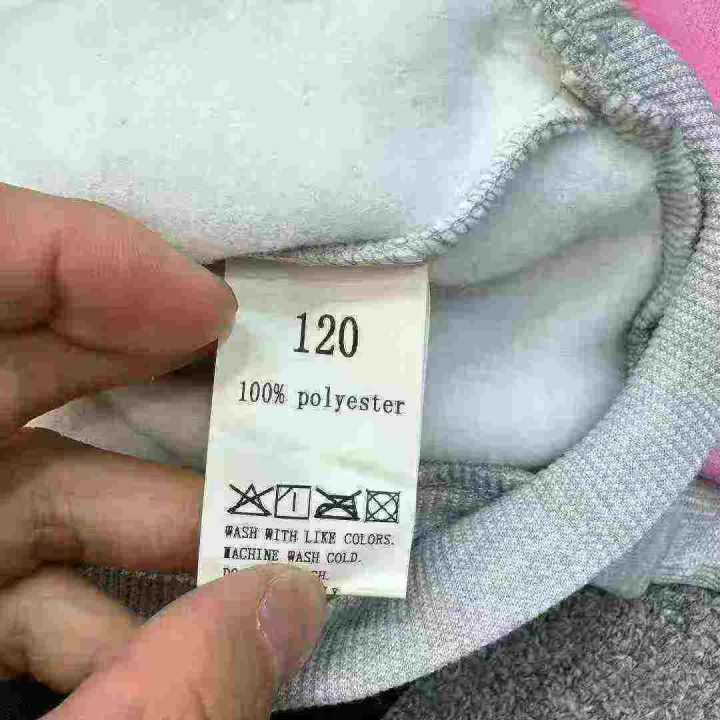 120
100% polyester
WASH WITH LIKE COLORS.
MACHINE WASH COLD.